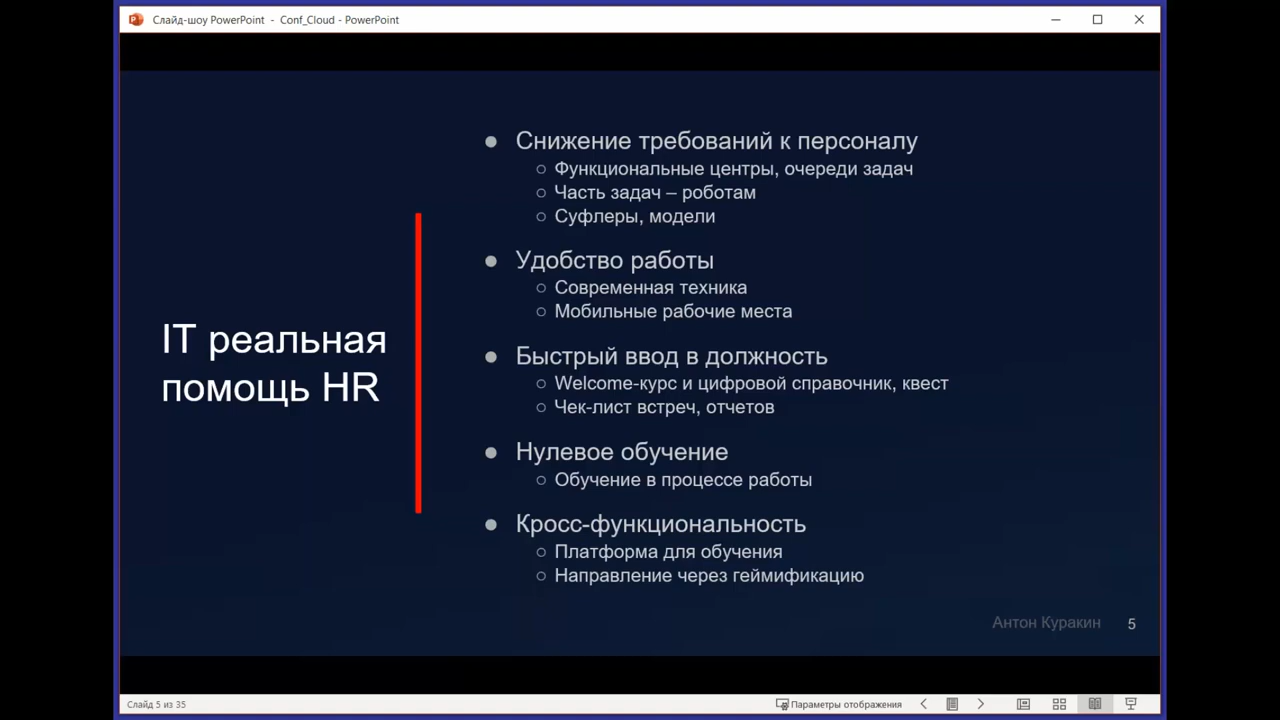 Слайд-шоу PowerPoint - Conf_Cloud - PowerPoint
IT реальная
помощь HR
Снижение требований к персоналу
Функциональные центры, очереди задач
Часть задач – роботам
Суфлеры, модели
Удобство работы
Современная техника
Мобильные рабочие места
Быстрый ввод в должность
Welcome-курс и цифровой справочник, квест
Чек-лист встреч, отчетов
Нулевое обучение
Обучение в процессе работы
Кросс-функциональность
Платформа для обучения
Направление через геймификацию
Антон Куракин 5
Слайд 5 из 35 Параметры отображения